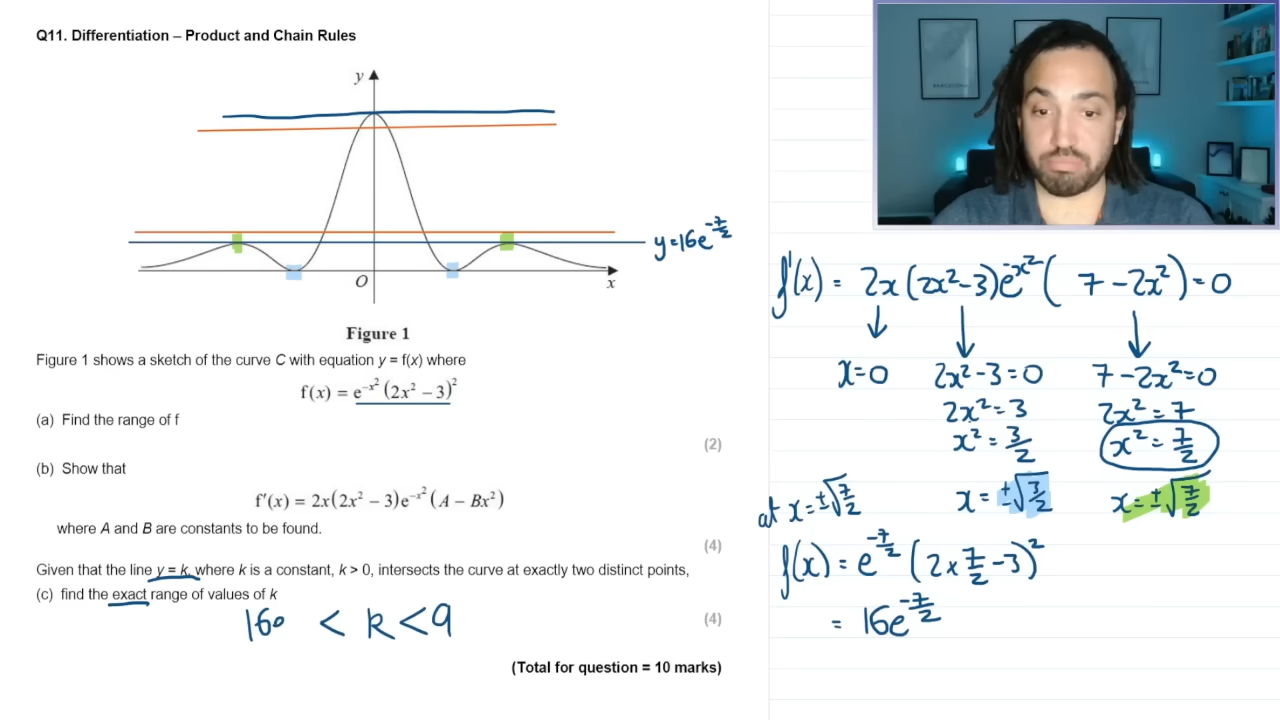 Q11. Differentiation – Product and Chain Rules
y
y=16e^{-7/2}
O
x
Figure 1
Figure 1 shows a sketch of the curve C with equation y = f(x) where
f(x) = e^{-x²} (2x² − 3)²
(a) Find the range of f
(2)
(b) Show that
f′(x) = 2x(2x² − 3)e^{-x²} (A − Bx²)
where A and B are constants to be found.
(4)
Given that the line y = k, where k is a constant, k > 0, intersects the curve at exactly two distinct points,
(c) find the exact range of values of k
(4)
16e < k < 9
(Total for question = 10 marks)
BARCELONA
f'(x) = 2x(2x²−3)e^{-x²}( 7−2x²)=0
x=0 2x²−3=0 7−2x²=0
2x²=3 2x²=7
x²=3/2 x²=7/2
at x=±√7/2 x=±√3/2 x=±√7/2
f(x)= e^{-7/2} (2×7/2−3)²
= 16e^{-7/2}